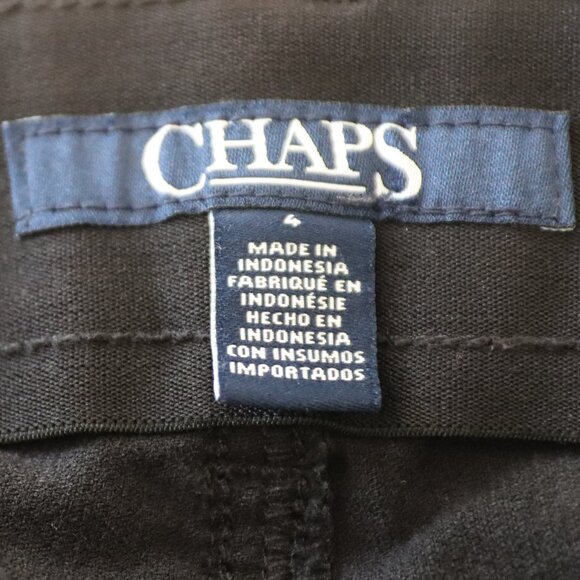 CHAPS
4
MADE IN
INDONESIA
FABRIQUÉ EN
INDONÉSIE
HECHO EN
INDONESIA
CON INSUMOS
IMPORTADOS